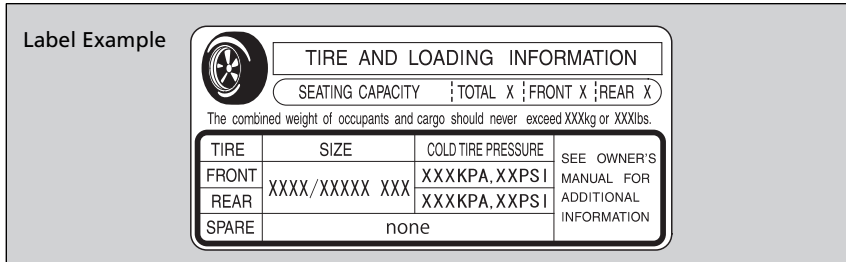 Label Example
TIRE AND LOADING INFORMATION
SEATING CAPACITY TOTAL X FRONT X REAR X
The combined weight of occupants and cargo should never exceed XXXkg or XXXlbs.
TIRE SIZE COLD TIRE PRESSURE
FRONT XXXX/XXXXX XXX XXXKPA,XXPSI
REAR XXXKPA,XXPSI
SPARE none
SEE OWNER'S
MANUAL FOR
ADDITIONAL
INFORMATION